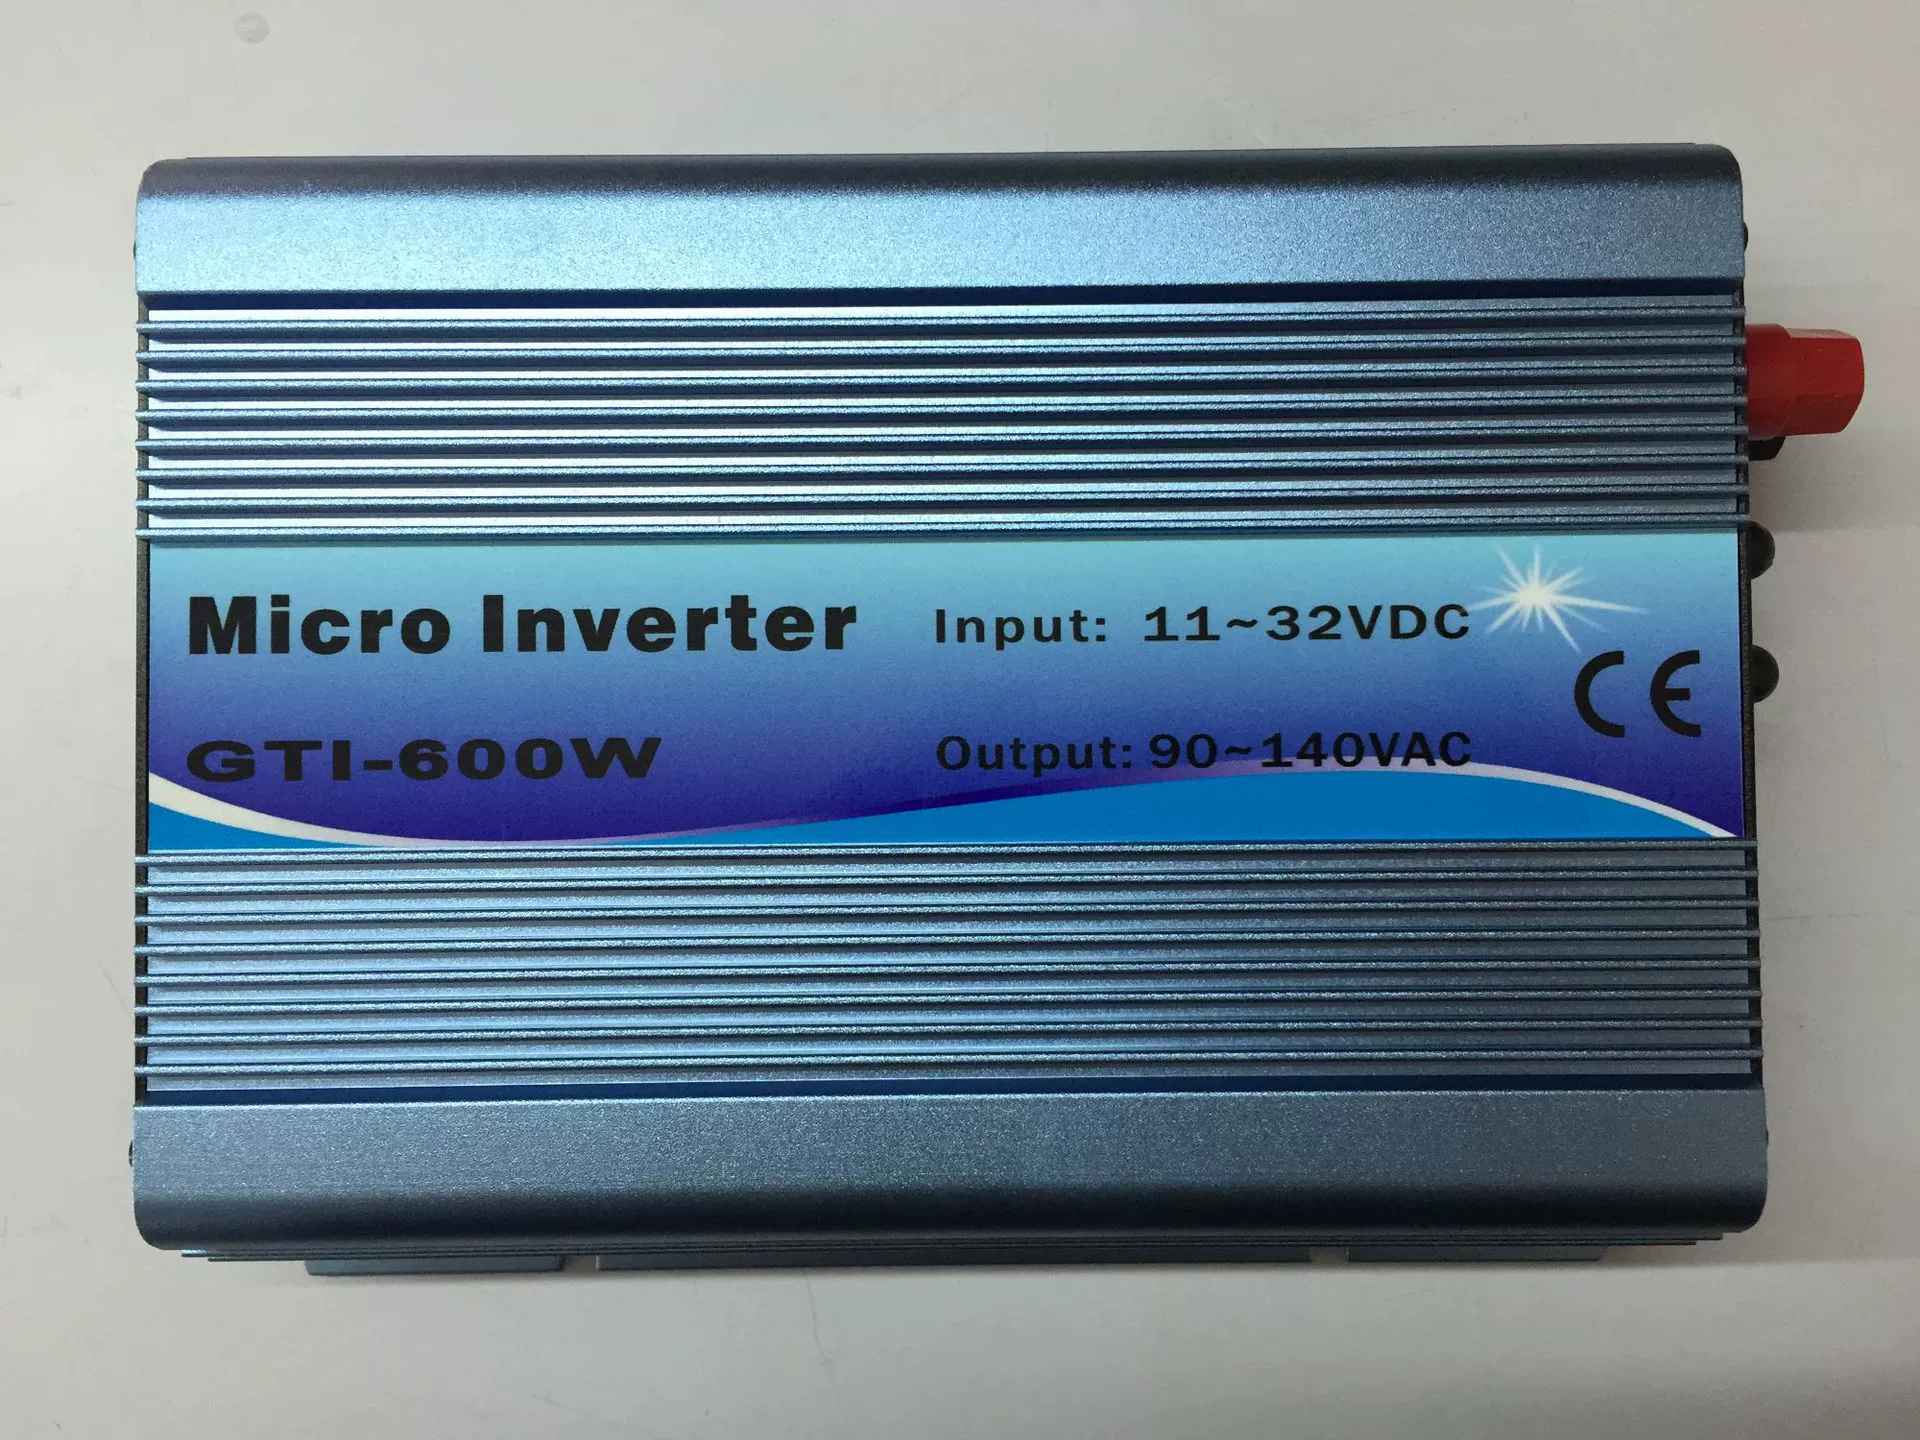 Micro Inverter
GTI-600W
Input: 11~32VDC
Output: 90~140VAC
CE